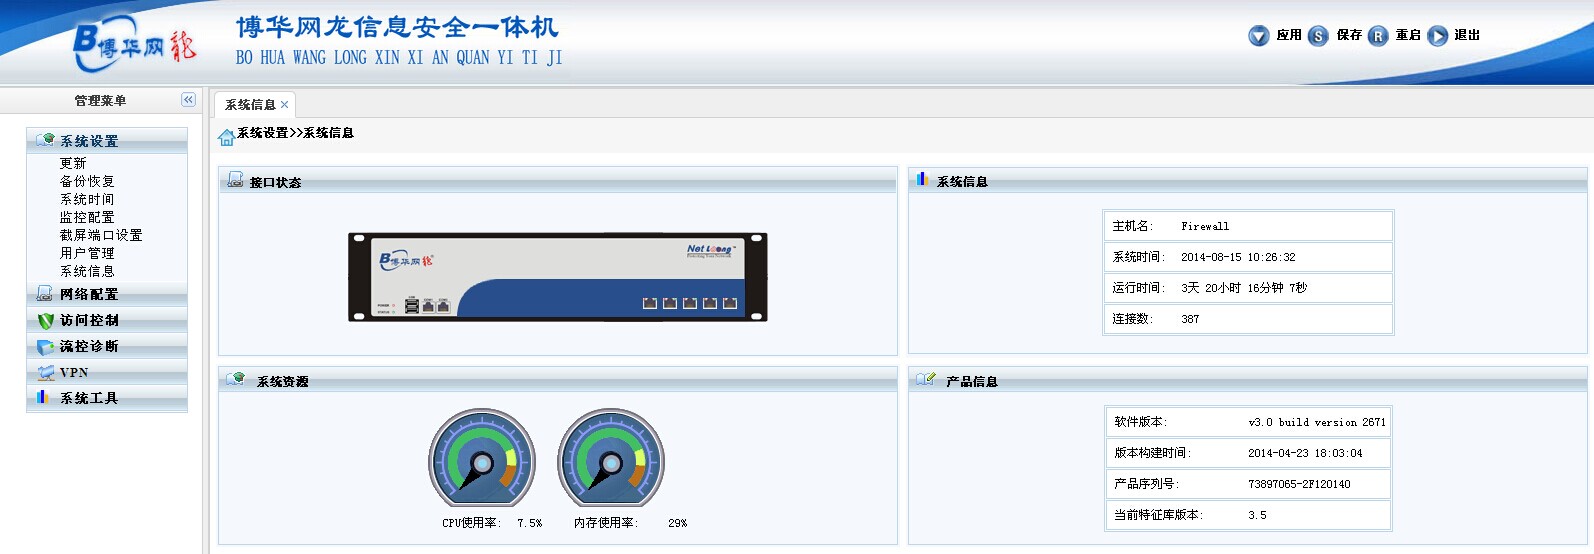 B博华网龙
博华网龙信息安全一体机
BO HUA WANG LONG XIN XI AN QUAN YI TI JI
应用 S 保存 R 重启 退出
管理菜单
系统设置
更新
备份恢复
系统时间
监控配置
截屏端口设置
用户管理
系统信息
网络配置
访问控制
流控诊断
VPN
系统工具
系统信息
系统设置>>系统信息
接口状态
B博华网龙
Net Loong
系统信息
主机名: Firewall
系统时间: 2014-08-15 10:26:32
运行时间: 3天 20小时 16分钟 7秒
连接数: 387
系统资源
CPU使用率: 7.5%
内存使用率: 29%
产品信息
软件版本: v3.0 build version 2671
版本构建时间: 2014-04-23 18:03:04
产品序列号: 73897065-2F120140
当前特征库版本: 3.5